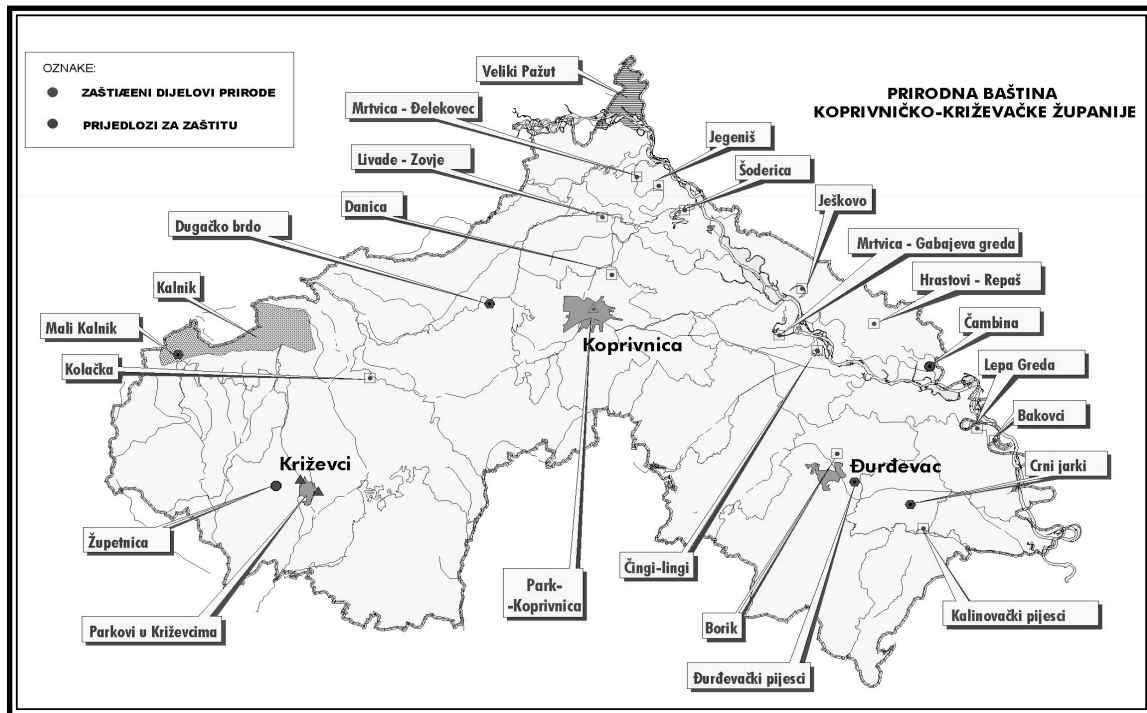 OZNAKE:
ZAŠTIÆENI DIJELOVI PRIRODE
PRIJEDLOZI ZA ZAŠTITU
PRIRODNA BAŠTINA
KOPRIVNIČKO-KRIŽEVAČKE ŽUPANIJE
Veliki Pažut
Mrtvica - Đelekovec
Jegeniš
Livade - Zovje
Šoderica
Danica
Ješkovo
Dugačko brdo
Mrtvica - Gabajeva greda
Kalnik
Hrastovi - Repaš
Mali Kalnik
Čambina
Koprivnica
Kolačka
Lepa Greda
Bakovci
Križevci
Đurđevac
Crni jarki
Župetnica
Čingi-lingi
Park-
-Koprivnica
Kalinovački pijesci
Parkovi u Križevcima
Borik
Đurđevački pijesci